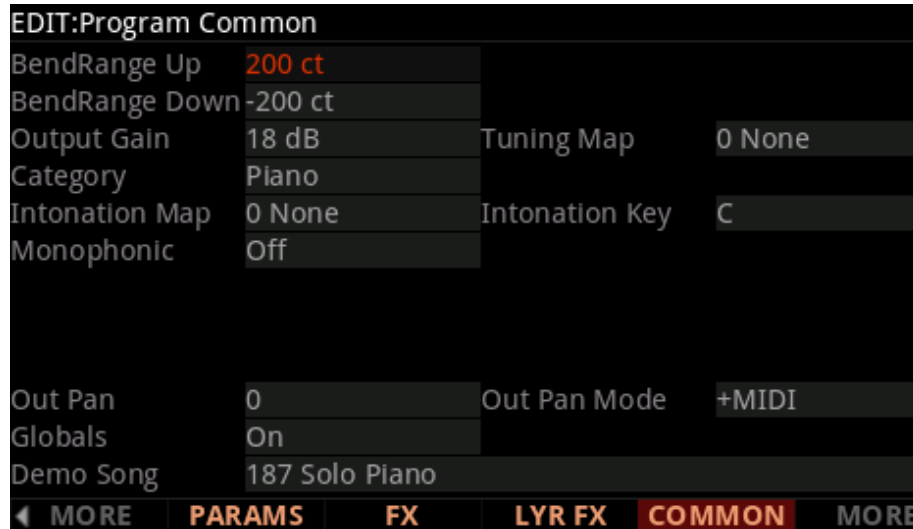 EDIT:Program Common
BendRange Up 200 ct
BendRange Down -200 ct
Output Gain 18 dB Tuning Map 0 None
Category Piano
Intonation Map 0 None Intonation Key C
Monophonic Off
Out Pan 0 Out Pan Mode +MIDI
Globals On
Demo Song 187 Solo Piano
MORE PARAMS FX LYR FX COMMON MORE